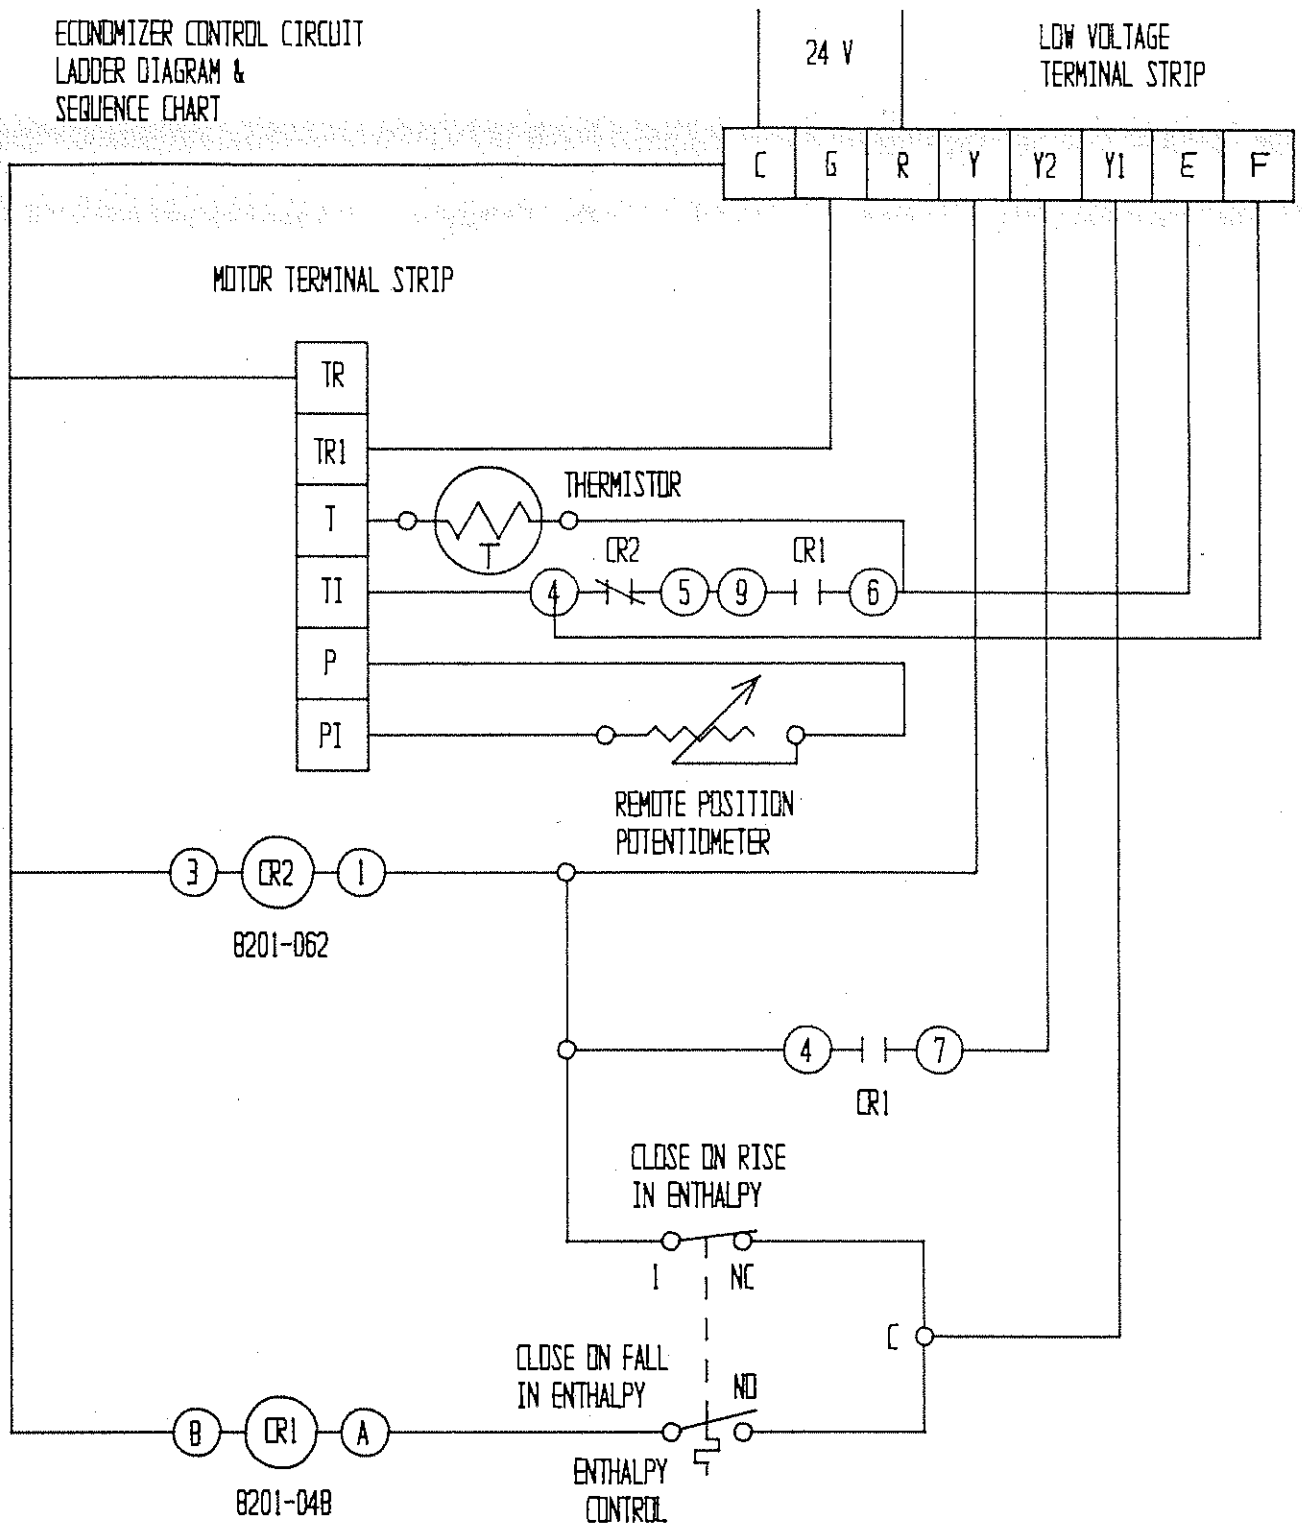 ECONOMIZER CONTROL CIRCUIT
LADDER DIAGRAM &
SEQUENCE CHART
24 V
LOW VOLTAGE
TERMINAL STRIP
C G R Y Y2 Y1 E F
MOTOR TERMINAL STRIP
TR
TR1
T
THERMISTOR
T
CR2 CR1
TI 4 5 9 6
P
PI
REMOTE POSITION
POTENTIOMETER
3 CR2 1
8201-062
4 7
CR1
CLOSE ON RISE
IN ENTHALPY
1 NC
C
CLOSE ON FALL
IN ENTHALPY
NO
B CR1 A
ENTHALPY
CONTROL
8201-048